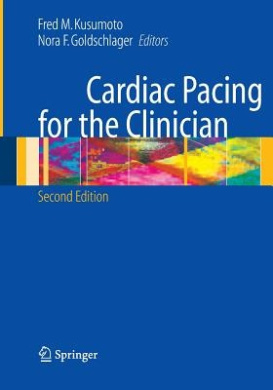 Fred M. Kusumoto
Nora F. Goldschlager Editors
Cardiac Pacing
for the Clinician
Second Edition
Springer